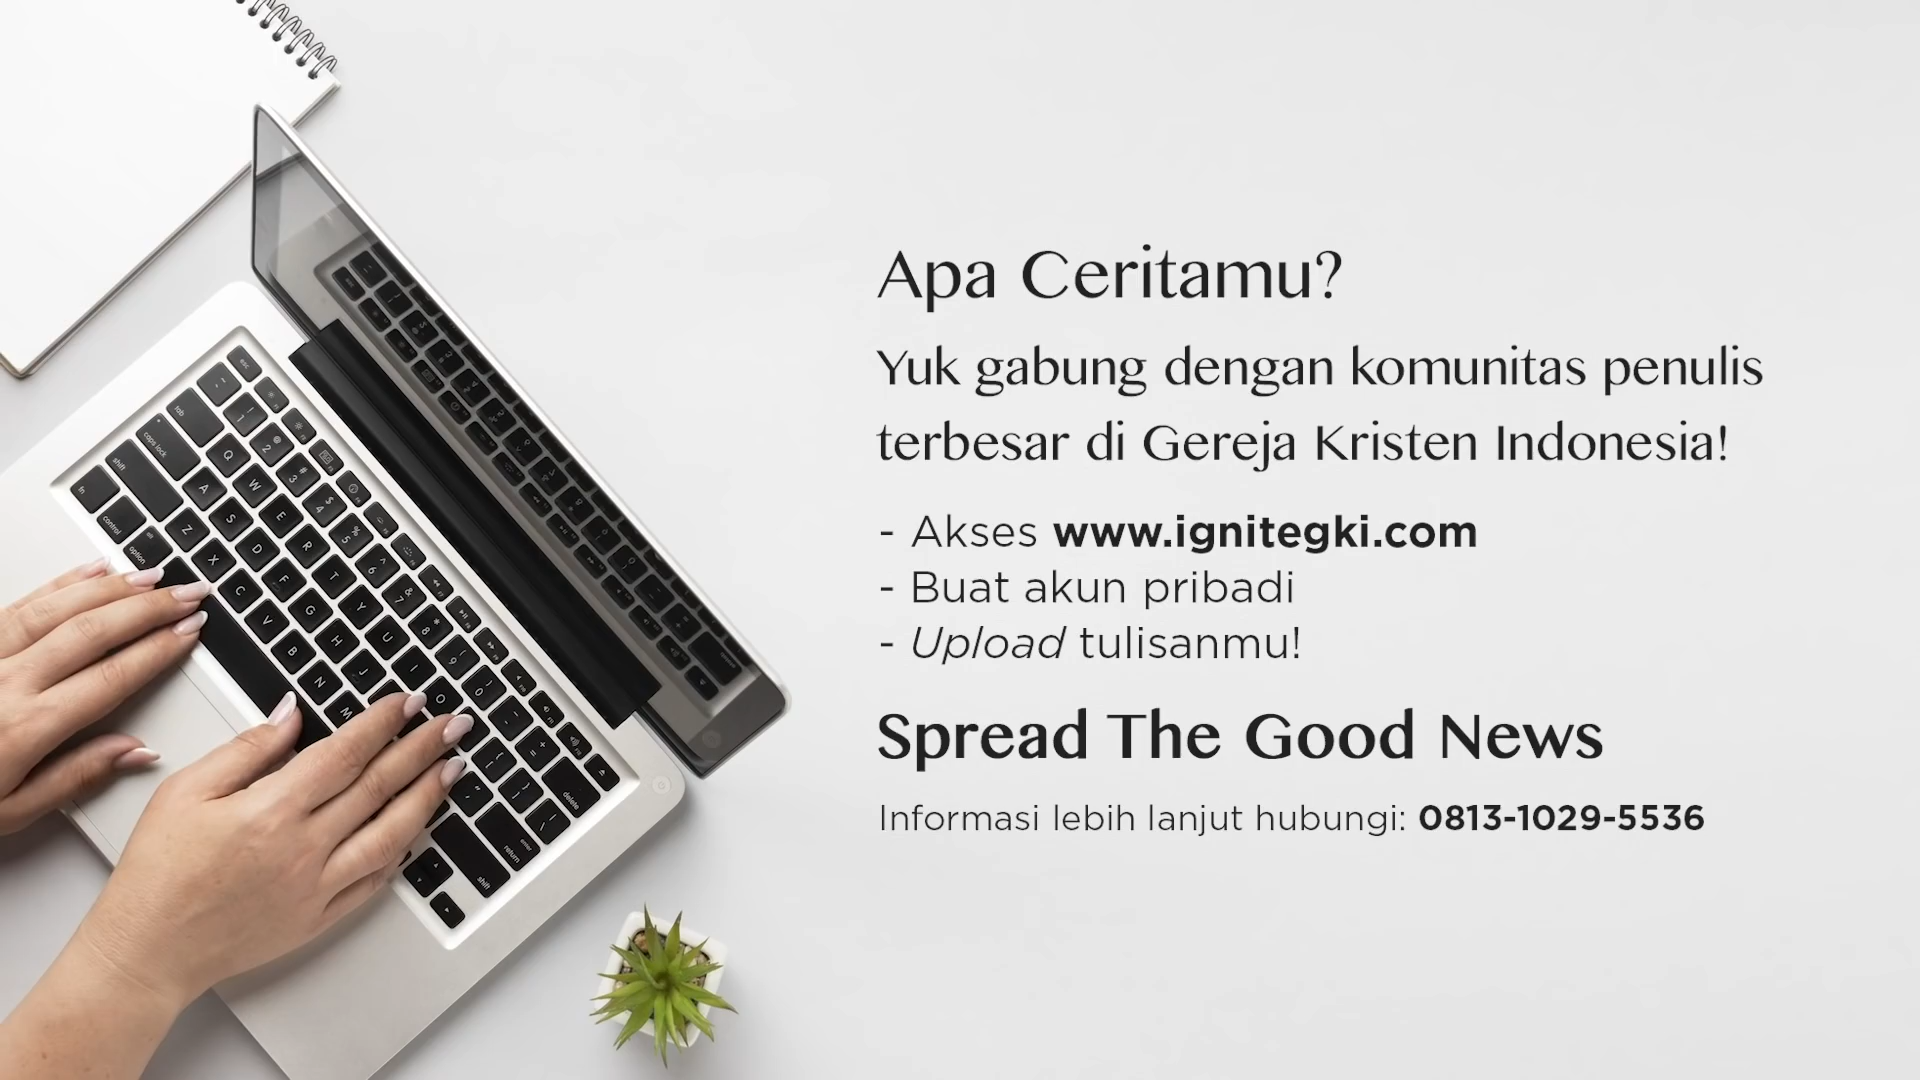 Apa Ceritamu?
Yuk gabung dengan komunitas penulis
terbesar di Gereja Kristen Indonesia!
- Akses www.ignitegki.com
- Buat akun pribadi
- Upload tulisanmu!
Spread The Good News
Informasi lebih lanjut hubungi: 0813-1029-5536